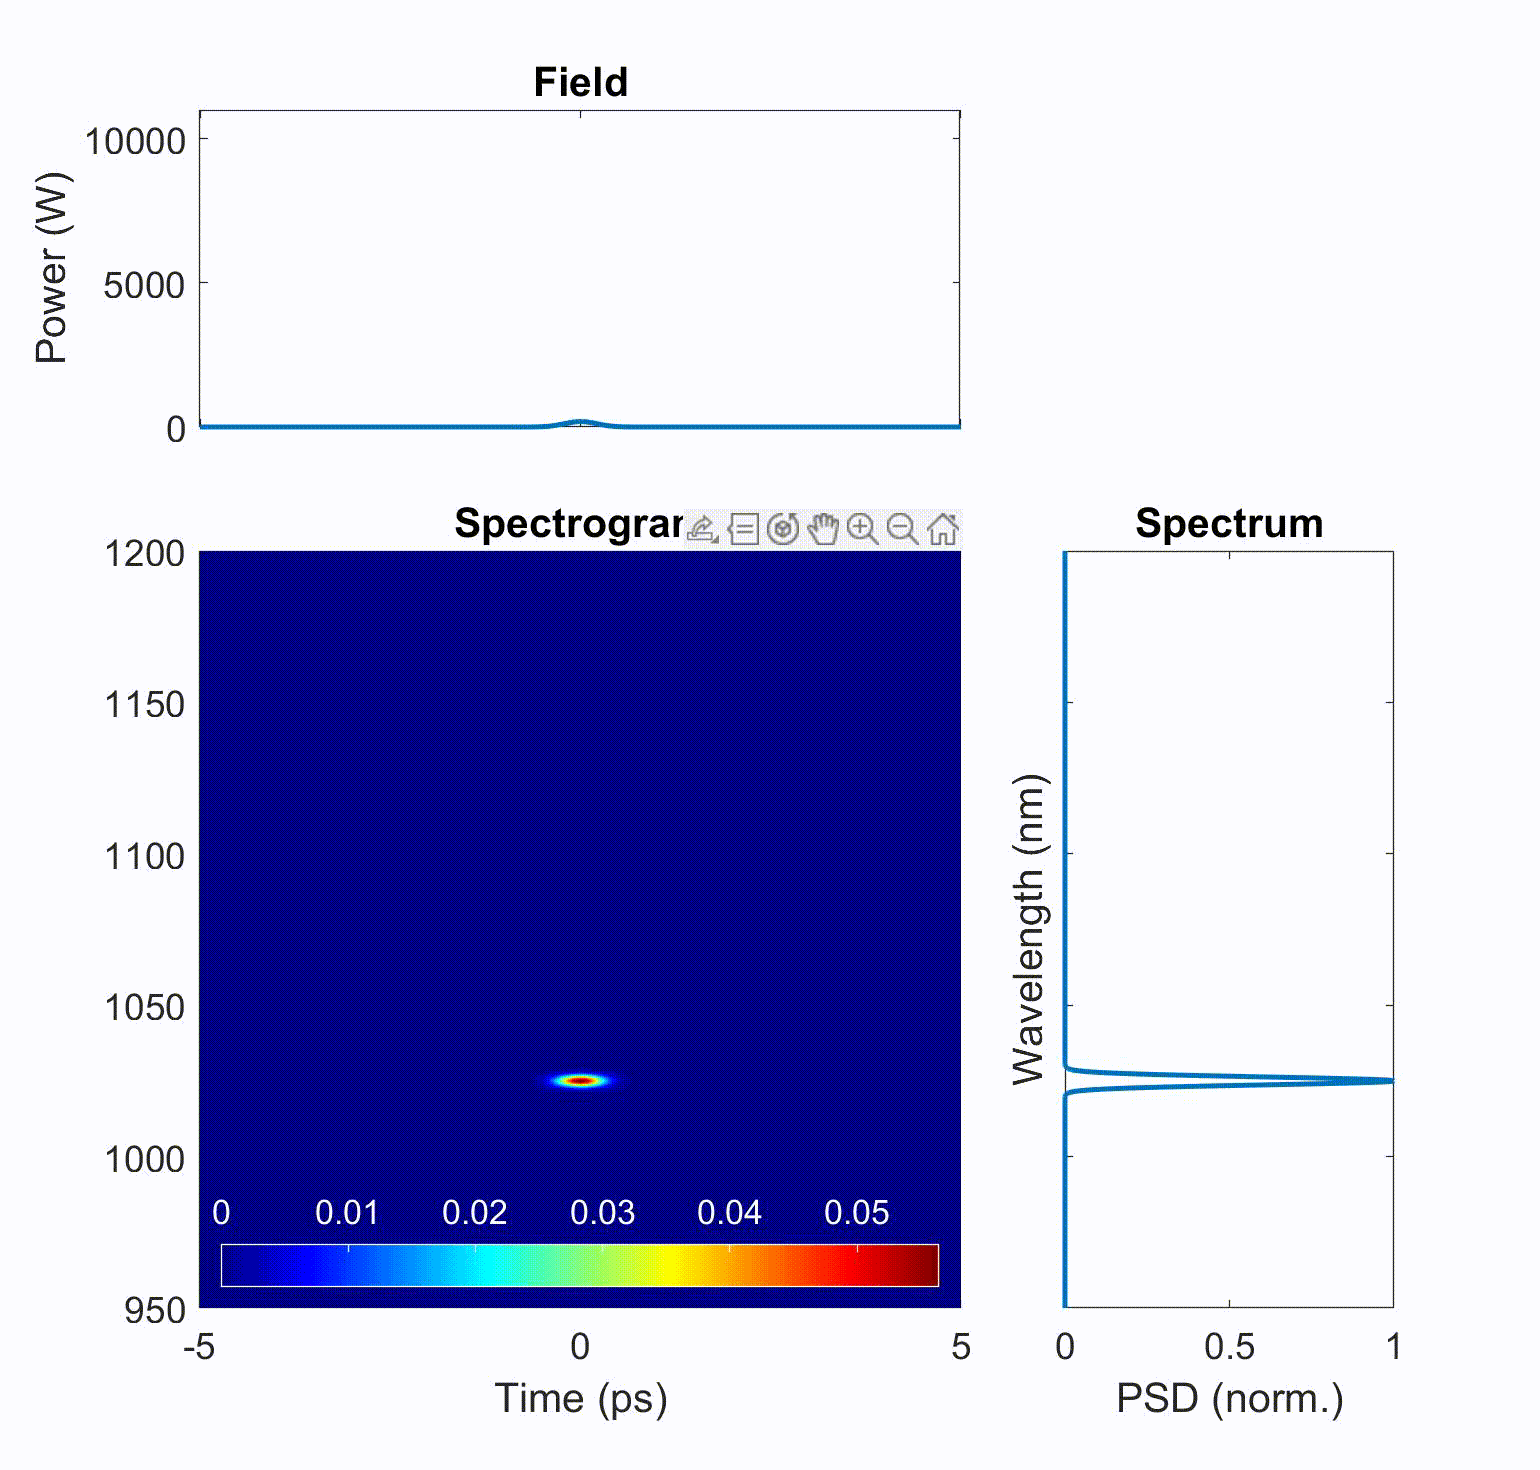 Field
10000
5000
0
Power (W)
Spectrogram
1200
1150
1100
1050
1000
950
0 0.01 0.02 0.03 0.04 0.05
-5 0 5
Time (ps)
Spectrum
Wavelength (nm)
0 0.5 1
PSD (norm.)